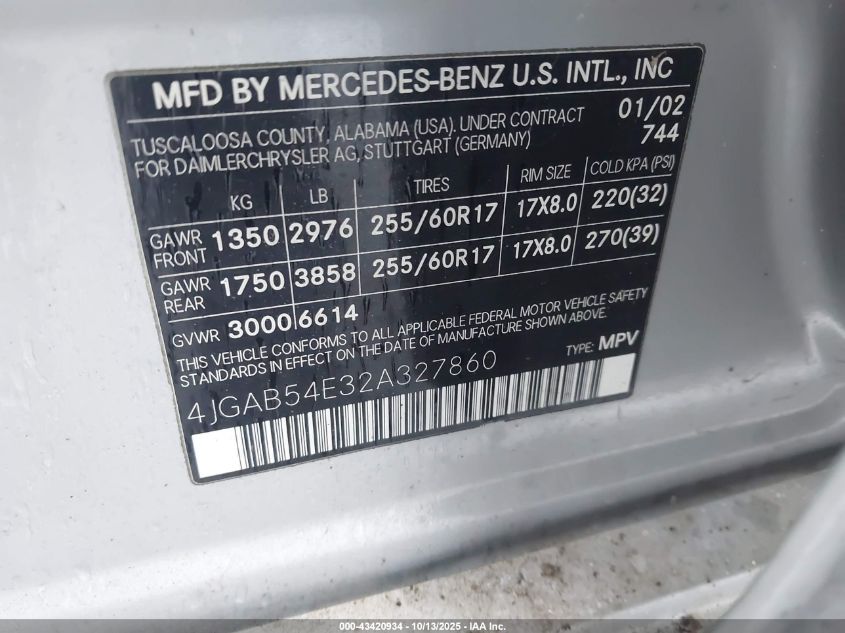 MFD BY MERCEDES-BENZ U.S. INTL., INC
TUSCALOOSA COUNTY, ALABAMA (USA). UNDER CONTRACT 01/02
FOR DAIMLERCHRYSLER AG, STUTTGART (GERMANY) 744
KG LB TIRES RIM SIZE COLD KPA (PSI)
GAWR FRONT 1350 2976 255/60R17 17X8.0 220(32)
GAWR REAR 1750 3858 255/60R17 17X8.0 270(39)
GVWR 3000 6614
THIS VEHICLE CONFORMS TO ALL APPLICABLE FEDERAL MOTOR VEHICLE SAFETY
STANDARDS IN EFFECT ON THE DATE OF MANUFACTURE SHOWN ABOVE.
TYPE: MPV
4JGAB54E32A327860
000-43420934 - 10/13/2025 - IAA Inc.